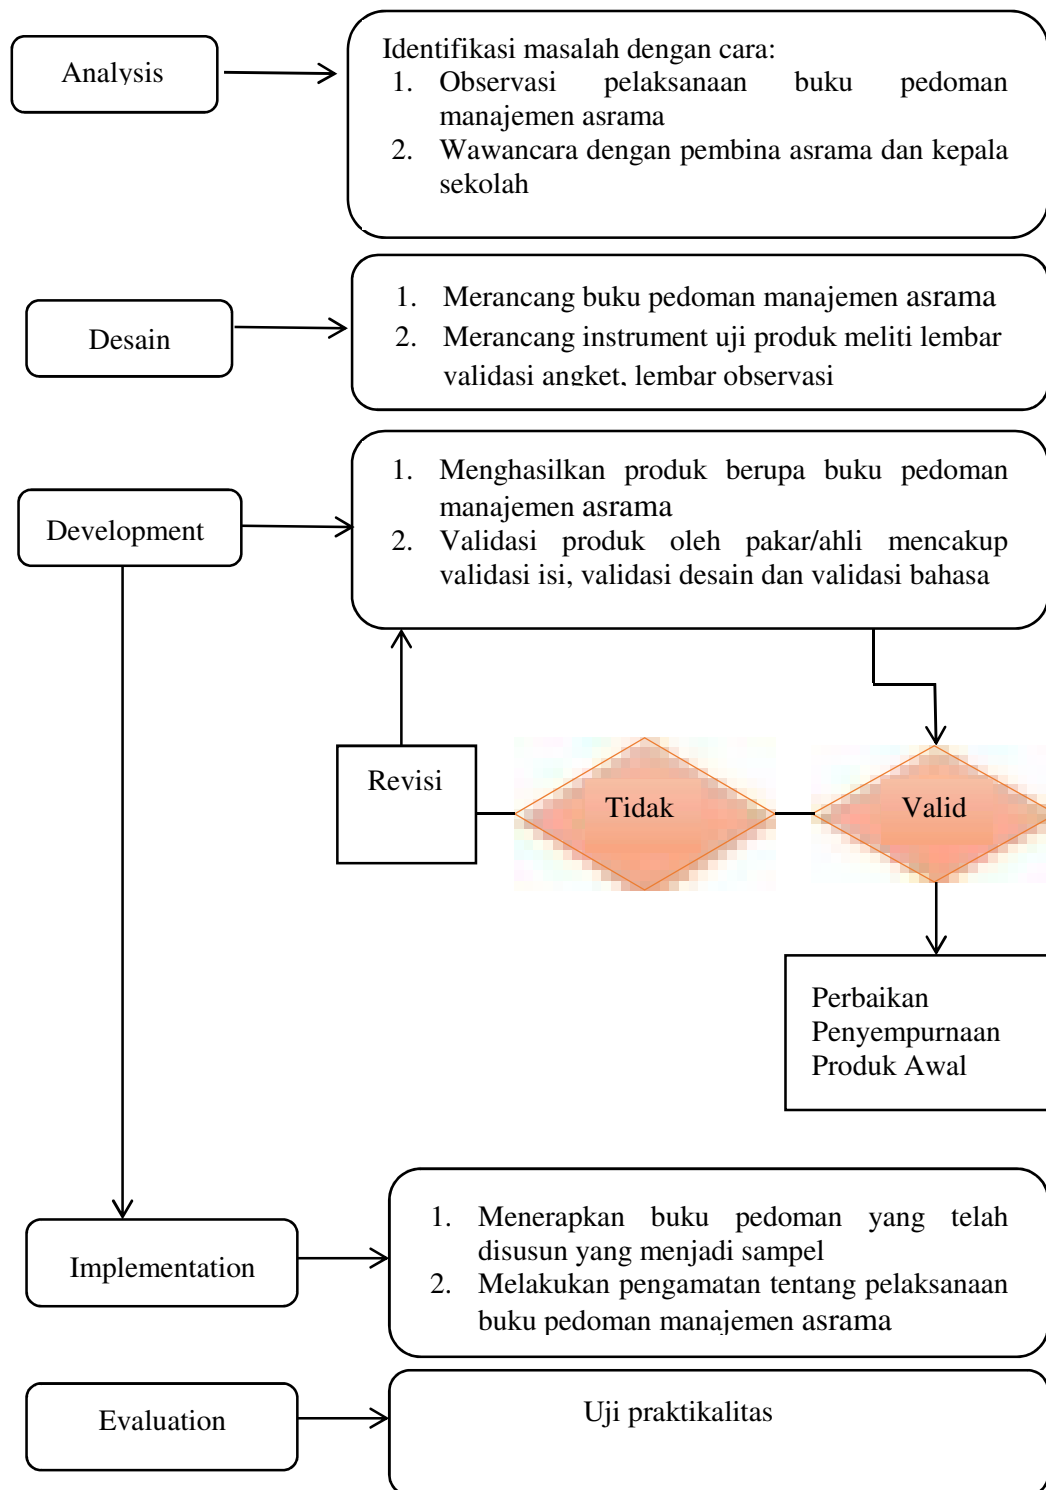 Analysis
Identifikasi masalah dengan cara:
1. Observasi pelaksanaan buku pedoman
manajemen asrama
2. Wawancara dengan pembina asrama dan kepala
sekolah
Desain
1. Merancang buku pedoman manajemen asrama
2. Merancang instrument uji produk meliti lembar
validasi angket, lembar observasi
Development
1. Menghasilkan produk berupa buku pedoman
manajemen asrama
2. Validasi produk oleh pakar/ahli mencakup
validasi isi, validasi desain dan validasi bahasa
Revisi
Tidak
Valid
Perbaikan
Penyempurnaan
Produk Awal
Implementation
1. Menerapkan buku pedoman yang telah
disusun yang menjadi sampel
2. Melakukan pengamatan tentang pelaksanaan
buku pedoman manajemen asrama
Evaluation
Uji praktikalitas